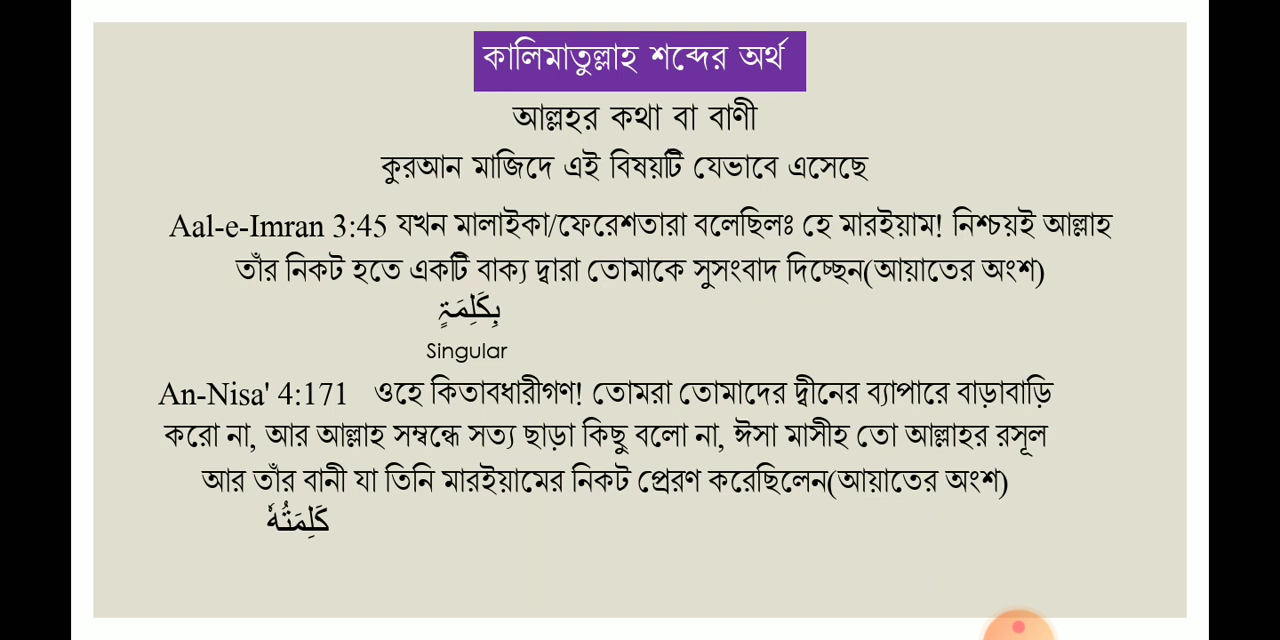 কালিমাতুল্লাহ শব্দের অর্থ
আল্লহর কথা বা বাণী
কুরআন মাজিদে এই বিষয়টি যেভাবে এসেছে
Aal-e-Imran 3:45 যখন মালাইকা/ফেরেশতারা বলেছিলঃ হে মারইয়াম! নিশ্চয়ই আল্লাহ
তাঁর নিকট হতে একটি বাক্য দ্বারা তোমাকে সুসংবাদ দিচ্ছেন(আয়াতের অংশ)
بِكَلِمَةٍ
Singular
An-Nisa' 4:171 ওহে কিতাবধারীগণ! তোমরা তোমাদের দ্বীনের ব্যাপারে বাড়াবাড়ি
করো না, আর আল্লাহ সম্বন্ধে সত্য ছাড়া কিছু বলো না, ঈসা মাসীহ তো আল্লাহর রসূল
আর তাঁর বানী যা তিনি মারইয়ামের নিকট প্রেরণ করেছিলেন(আয়াতের অংশ)
كَلِمَتُهٗ